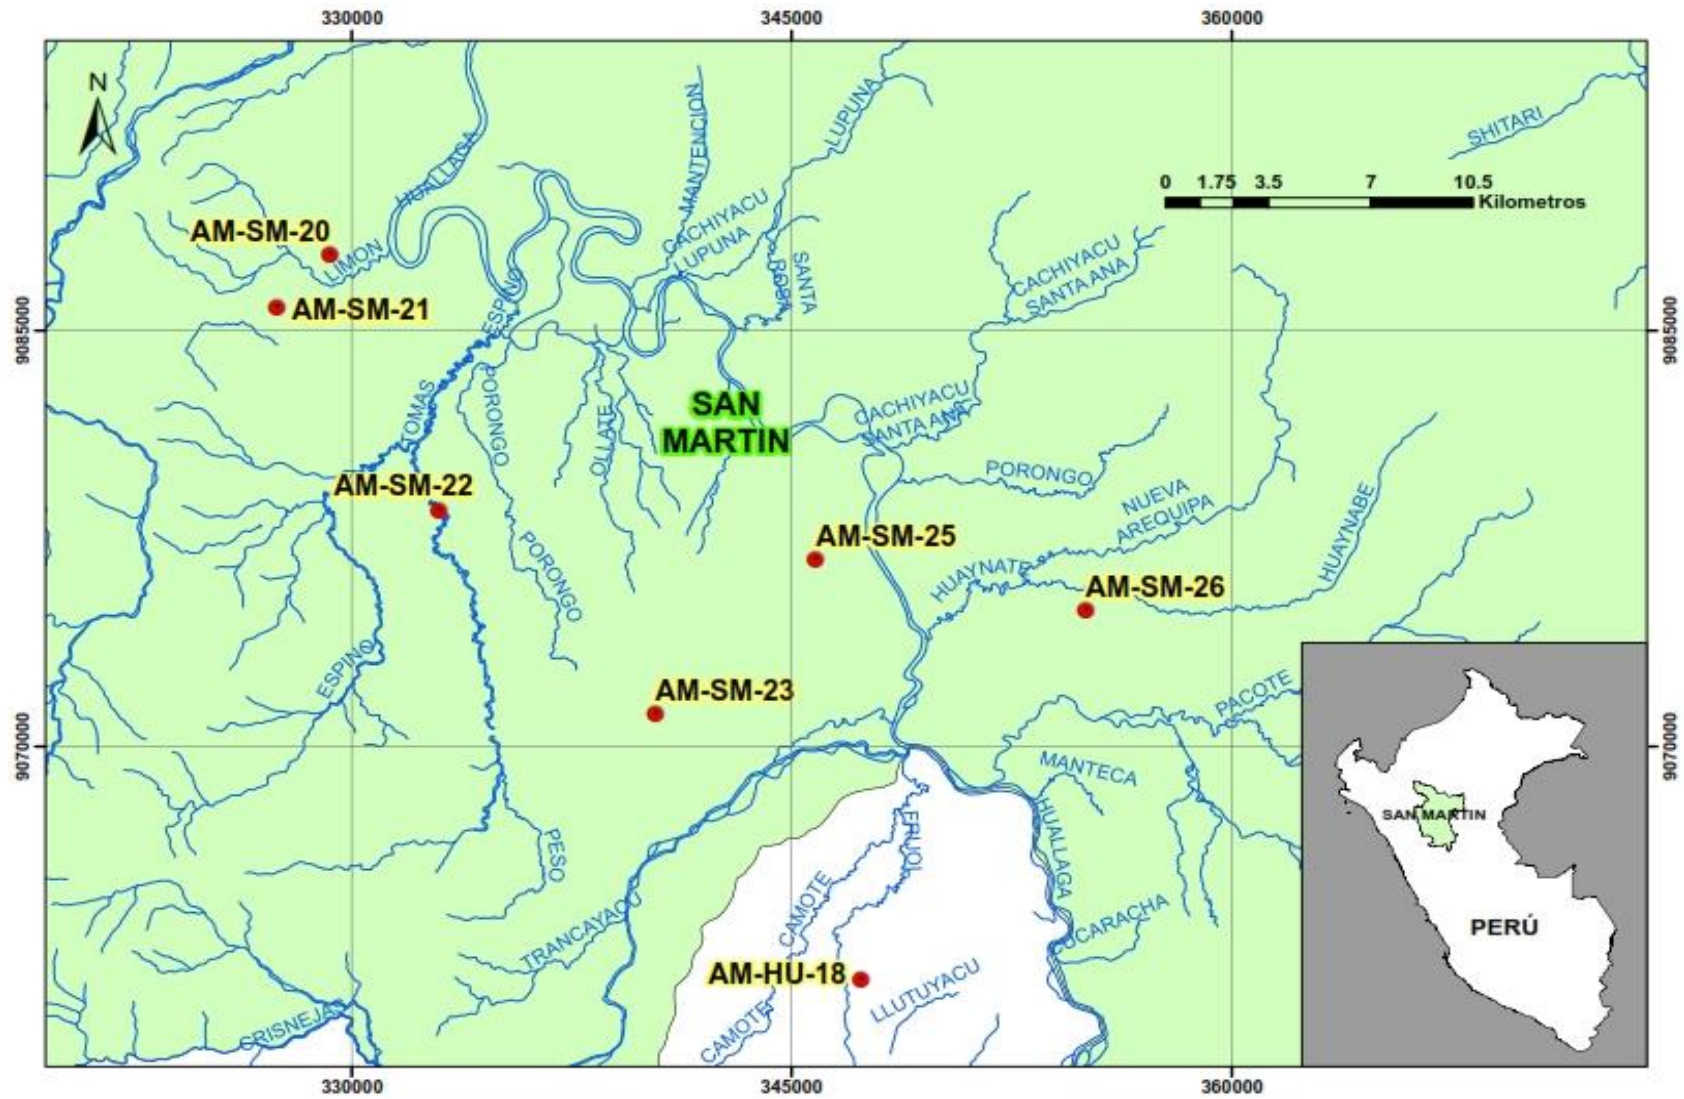 330000
345000
360000
N
HUALLAGA
MANTENCION
LUPUNA
SHITARI
0 1.75 3.5 7 10.5
Kilometros
AM-SM-20
LIMON
CACHIYACU
LUPUNA
SANTA
ROSA
CACHIYACU
SANTA ANA
AM-SM-21
ESPINO
9085000
9085000
TOMAS
PORONGO
OLLATE
SAN
MARTIN
CACHIYACU
SANTA ANA
PORONGO
AM-SM-22
NUEVA
AREQUIPA
HUAYNABE
PORONGO
AM-SM-25
HUAYNATE
AM-SM-26
ESPINO
AM-SM-23
PACOTE
9070000
9070000
MANTECA
HUALLAGA
ERIJOL
PESO
CAMOTE
TRANCAYACU
CUCARACHA
AM-HU-18
LLUTUYACU
CAMOTE
CRISNEJAS
SAN MARTIN
PERÚ
330000
345000
360000